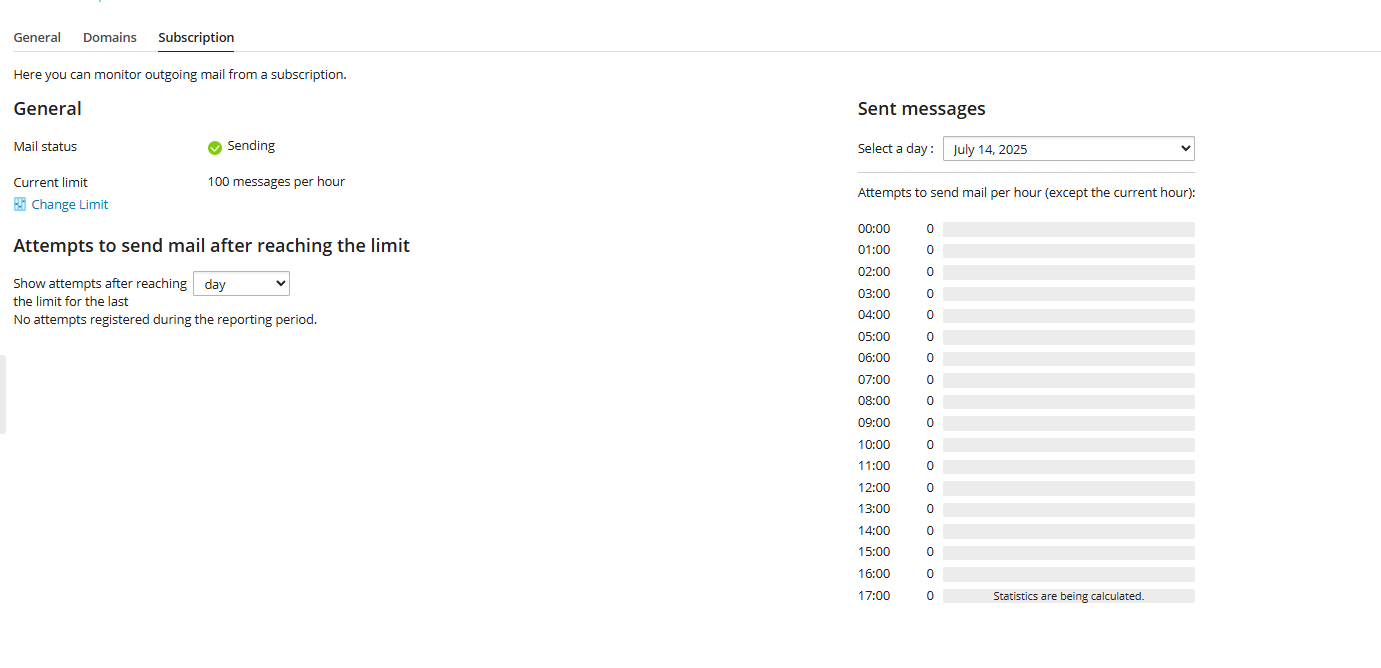 General Domains Subscription
Here you can monitor outgoing mail from a subscription.
General
Mail status Sending
Current limit 100 messages per hour
Change Limit
Attempts to send mail after reaching the limit
Show attempts after reaching day
the limit for the last
No attempts registered during the reporting period.
Sent messages
Select a day : July 14, 2025
Attempts to send mail per hour (except the current hour):
00:00 0
01:00 0
02:00 0
03:00 0
04:00 0
05:00 0
06:00 0
07:00 0
08:00 0
09:00 0
10:00 0
11:00 0
12:00 0
13:00 0
14:00 0
15:00 0
16:00 0
17:00 0 Statistics are being calculated.